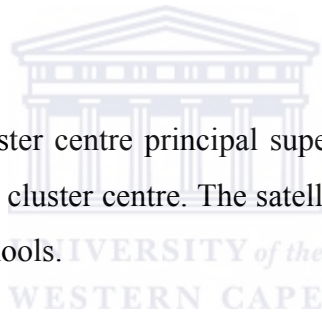 ster centre principal supe
cluster centre. The satell
ools.
UNIVERSITY of the
WESTERN CAPE